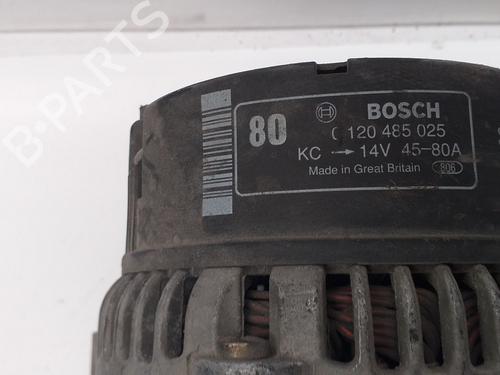 B-PARTS
80
BOSCH
0 120 485 025
KC → 14V 45-80A
Made in Great Britain 806